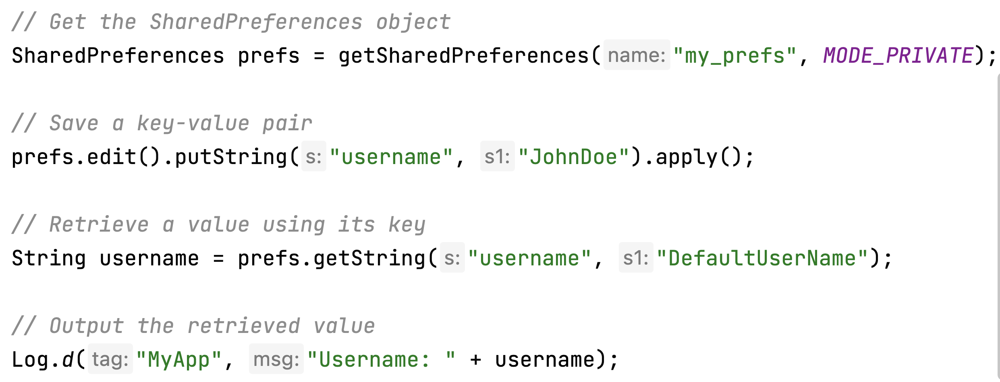 // Get the SharedPreferences object
SharedPreferences prefs = getSharedPreferences( name: "my_prefs", MODE_PRIVATE);
// Save a key-value pair
prefs.edit().putString( s: "username", s1: "JohnDoe").apply();
// Retrieve a value using its key
String username = prefs.getString( s: "username", s1: "DefaultUserName");
// Output the retrieved value
Log.d( tag: "MyApp", msg: "Username: " + username);